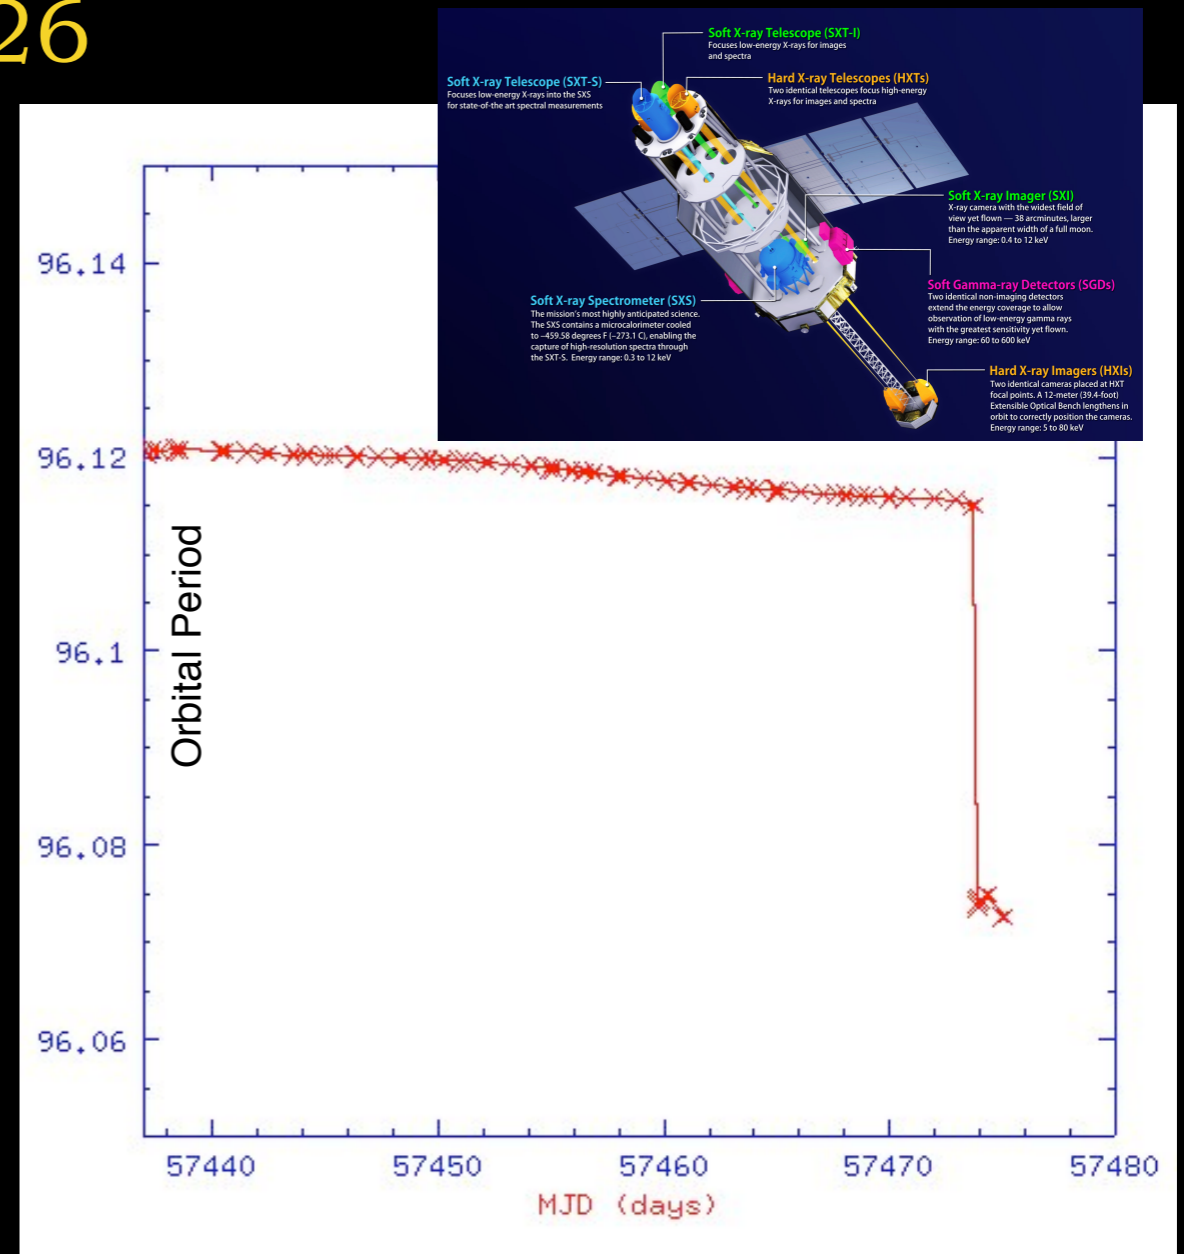 26
Soft X-ray Telescope (SXT-I)
Focuses low-energy X-rays for images
and spectra
Soft X-ray Telescope (SXT-S)
Focuses low-energy X-rays into the SXS
for state-of-the art spectral measurements
Hard X-ray Telescopes (HXTs)
Two identical telescopes focus high-energy
X-rays for images and spectra
Soft X-ray Imager (SXI)
X-ray camera with the widest field of
view yet flown — 38 arcminutes, larger
than the apparent width of a full moon.
Energy range: 0.4 to 12 keV
Soft Gamma-ray Detectors (SGDs)
Two identical non-imaging detectors
extend the energy coverage to allow
observation of low-energy gamma rays
with the greatest sensitivity yet flown.
Energy range: 60 to 600 keV
Soft X-ray Spectrometer (SXS)
The mission's most highly anticipated science.
The SXS contains a microcalorimeter cooled
to –459.58 degrees F (–273.1 C), enabling the
capture of high-resolution spectra through
the SXT-S. Energy range: 0.3 to 12 keV
Hard X-ray Imagers (HXIs)
Two identical cameras placed at HXT
focal points. A 12-meter (39.4-foot)
Extensible Optical Bench lengthens in
orbit to correctly position the cameras.
Energy range: 5 to 80 keV
96.14
96.12
96.1
96.08
96.06
Orbital Period
57440 57450 57460 57470 57480
MJD (days)